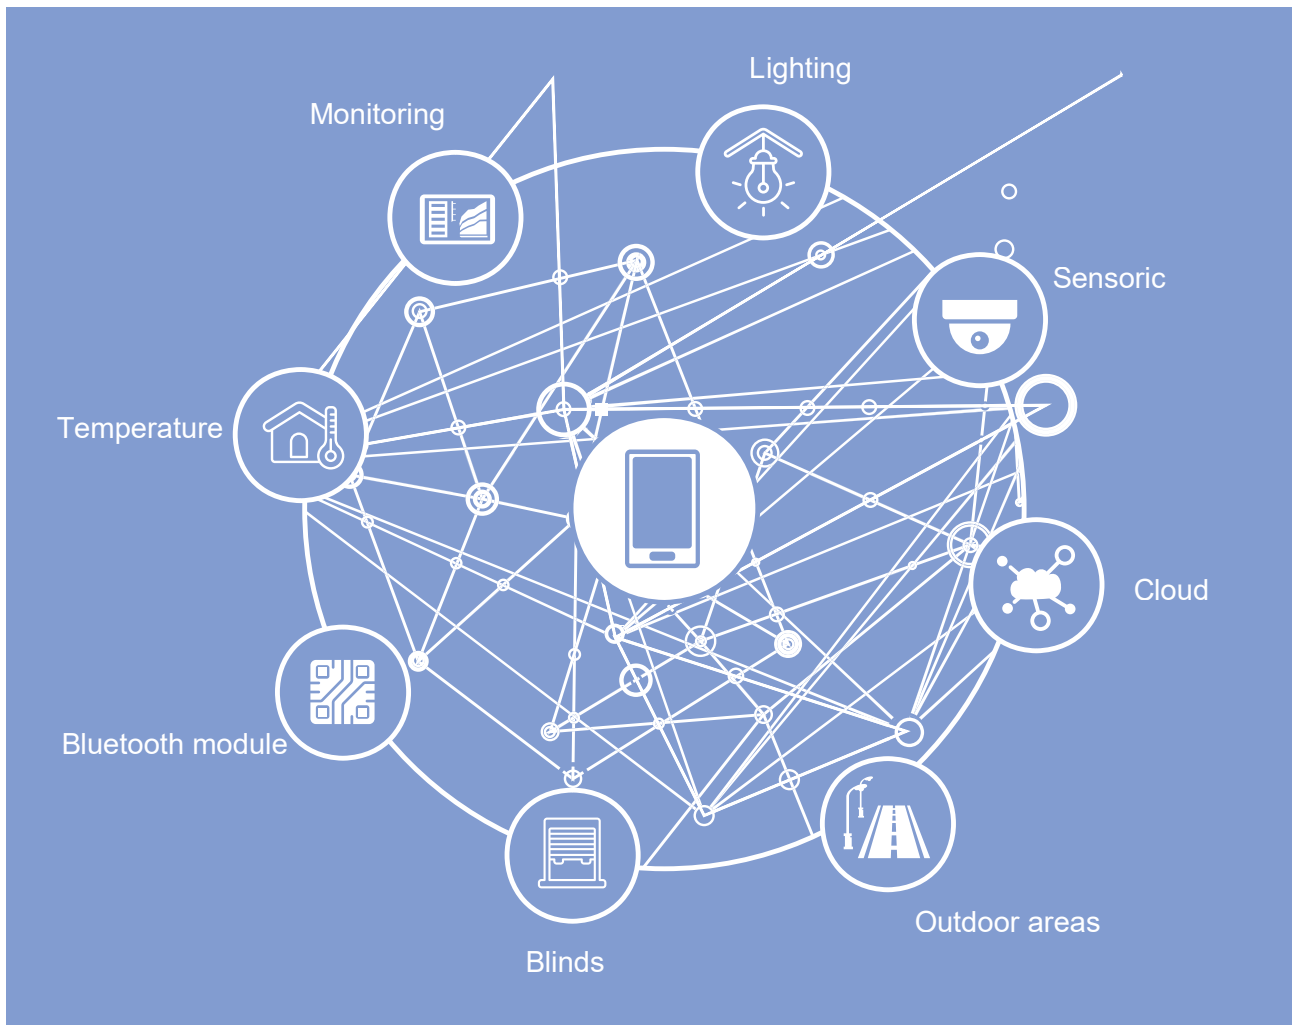 Lighting
Monitoring
Sensoric
Temperature
Cloud
Bluetooth module
Outdoor areas
Blinds